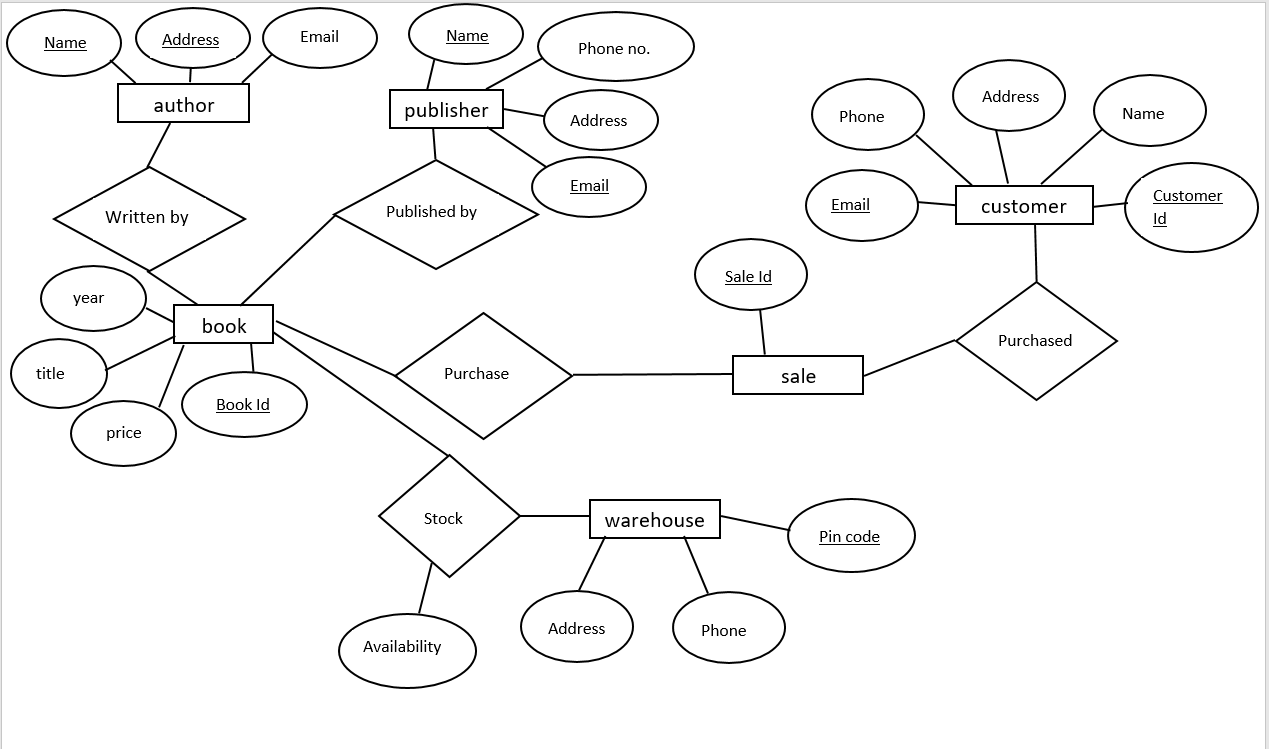 Name
Address
Email
author
Name
Phone no.
publisher
Address
Email
Phone
Address
Name
Email
customer
Customer
Id
Written by
Published by
year
title
price
book
Book Id
Purchase
Sale Id
sale
Purchased
Stock
warehouse
Pin code
Availability
Address
Phone